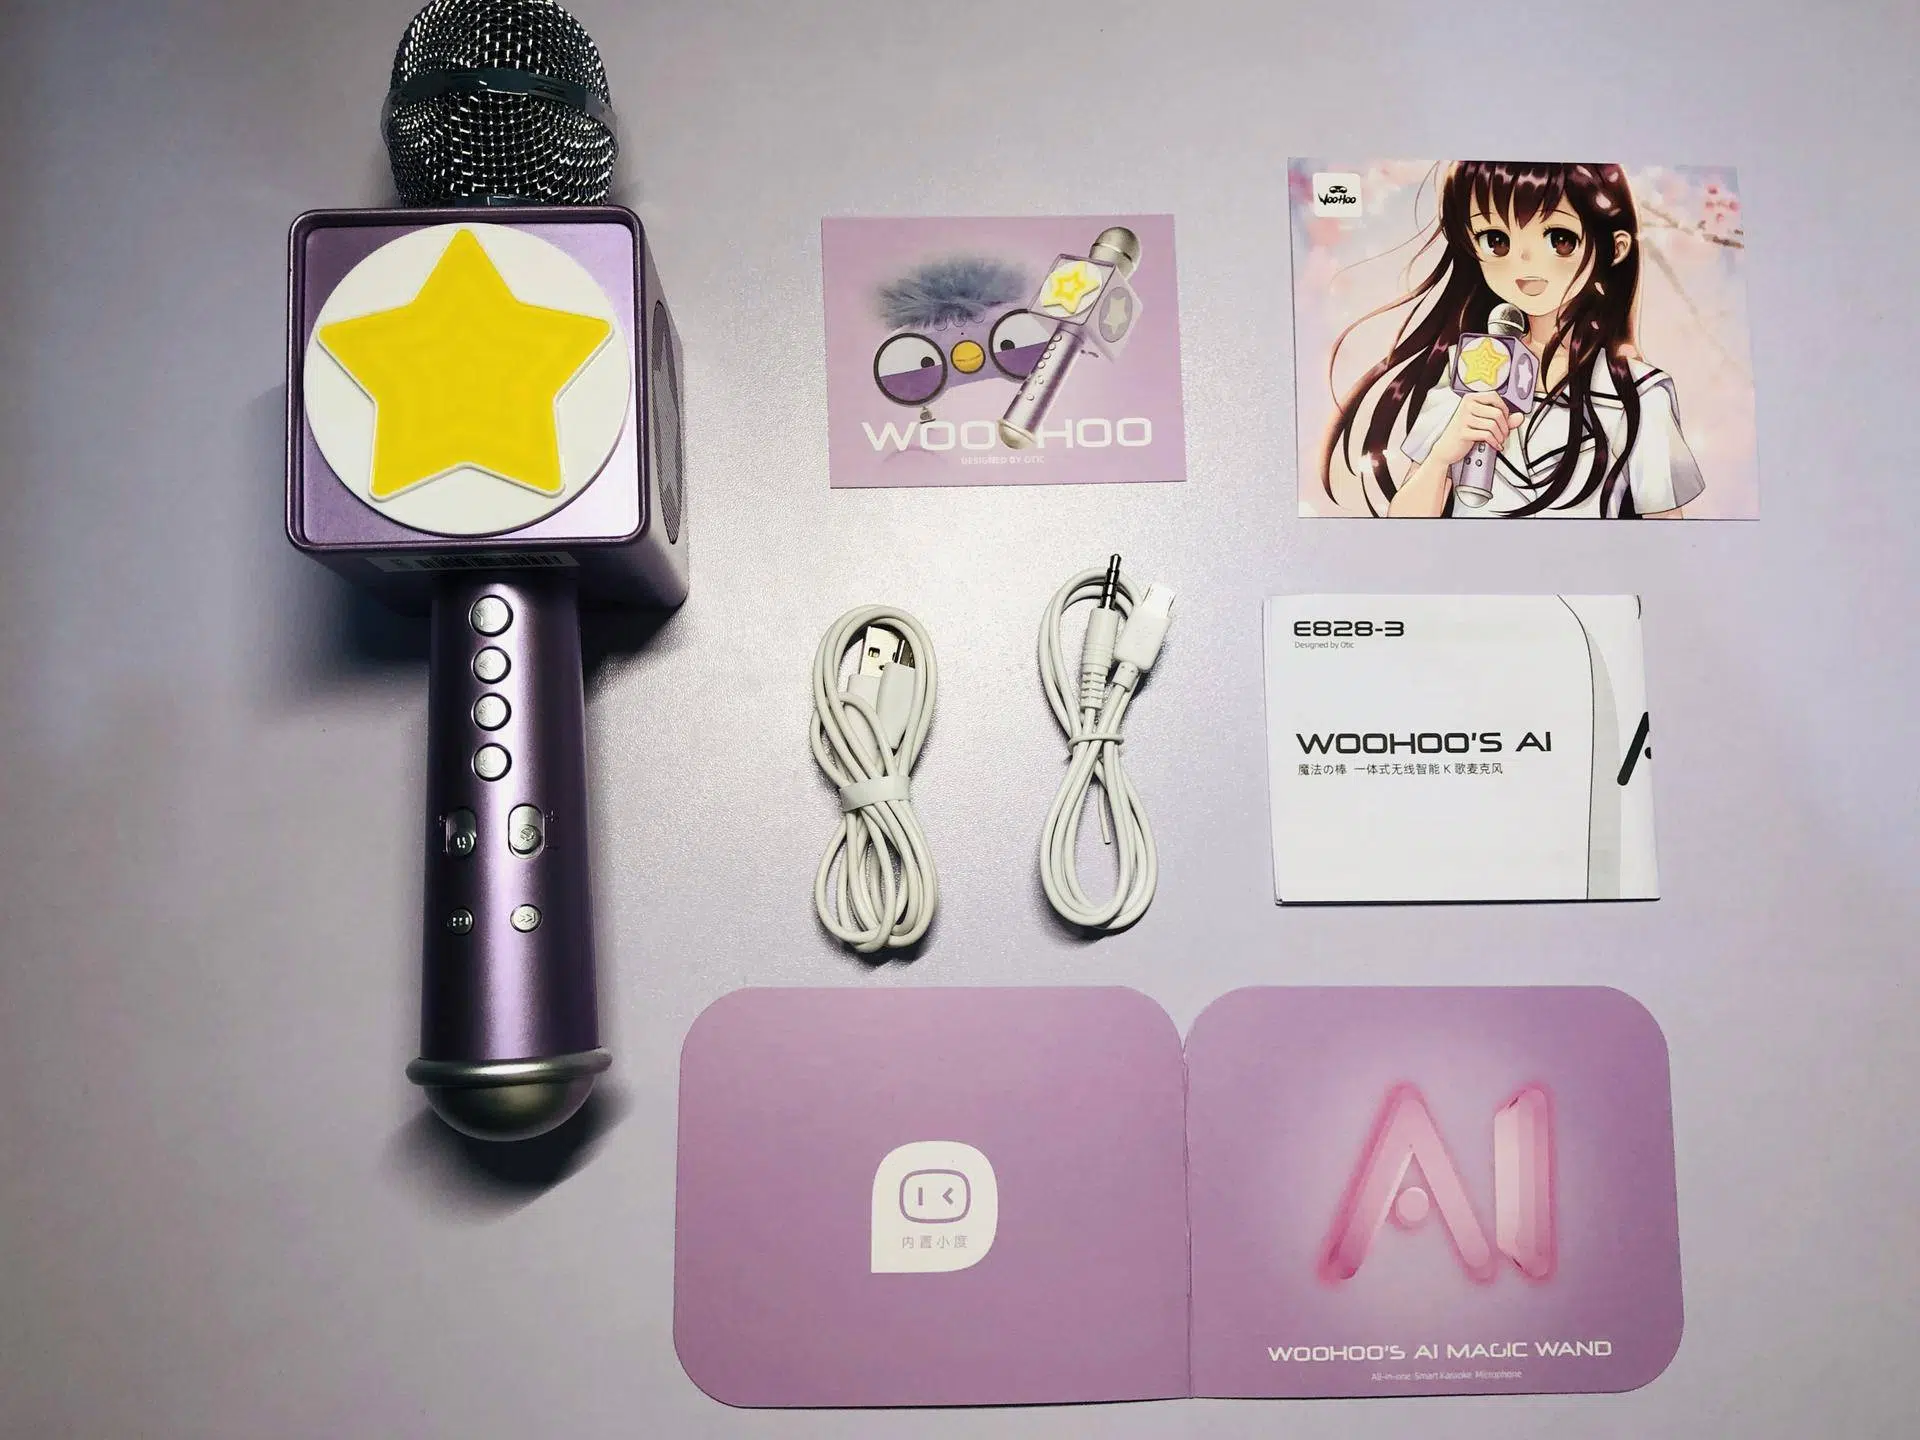 WOOHOO
DESIGNED BY OTIC
WOOHOO
E828-3
Designed by Otic
WOOHOO'S AI
魔法の棒 一体式无线智能 K 歌麦克风
内置小度
AI
WOOHOO'S AI MAGIC WAND
All-in-one Smart Karaoke Microphone